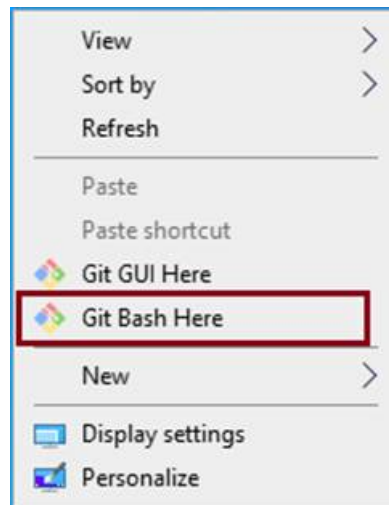 View
Sort by
Refresh
Paste
Paste shortcut
Git GUI Here
Git Bash Here
New
Display settings
Personalize